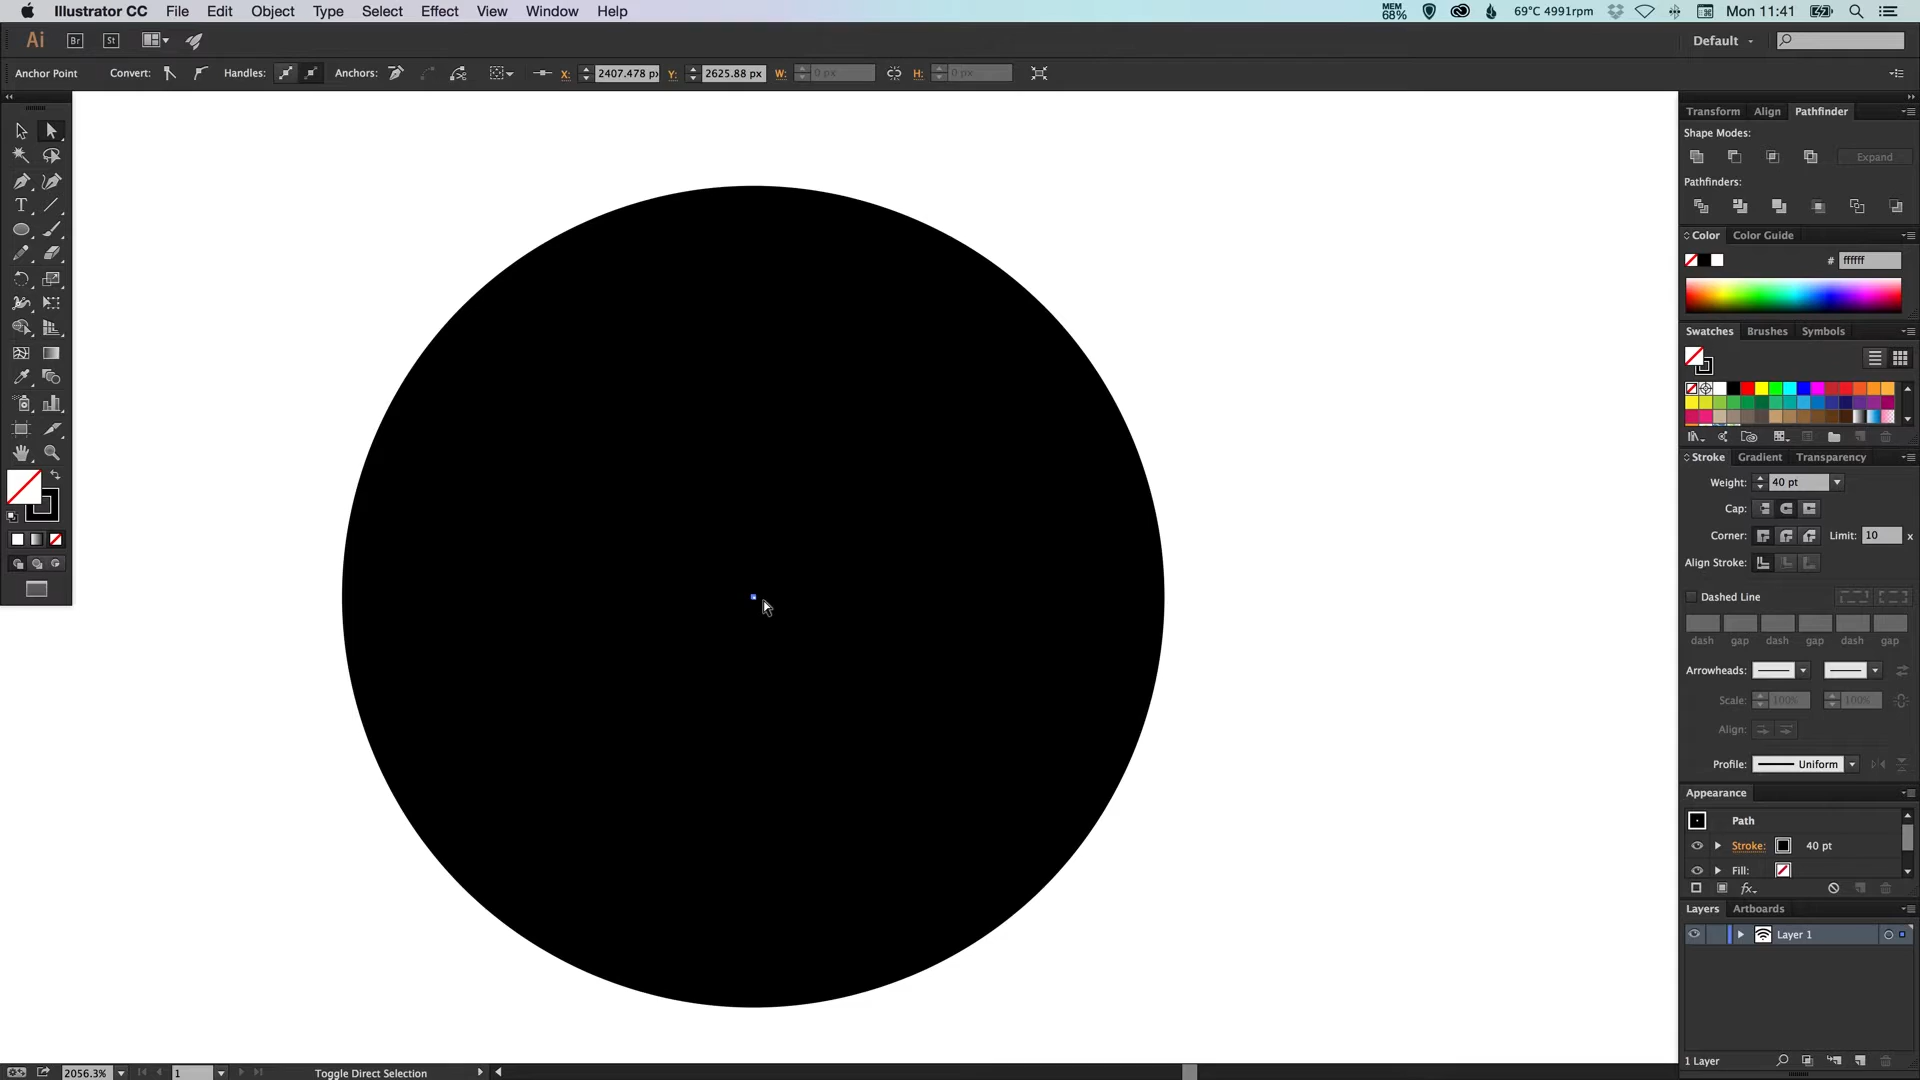 Illustrator CC File Edit Object Type Select Effect View Window Help MEM 68% 69°C 4991rpm Mon 11:41
Ai Br St Default
Anchor Point Convert: Handles: Anchors: X: 2407.478 px Y: 2625.88 px W: 0 px H: 0 px
Transform Align Pathfinder
Shape Modes:
Expand
Pathfinders:
Color Color Guide
# ffffff
Swatches Brushes Symbols
Stroke Gradient Transparency
Weight: 40 pt
Cap:
Corner: Limit: 10 x
Align Stroke:
Dashed Line
dash gap dash gap dash gap
Arrowheads:
Scale: 100% 100%
Align:
Profile: Uniform
Appearance
Path
Stroke: 40 pt
Fill:
fx
Layers Artboards
Layer 1
1 Layer
2056.3% 1 Toggle Direct Selection